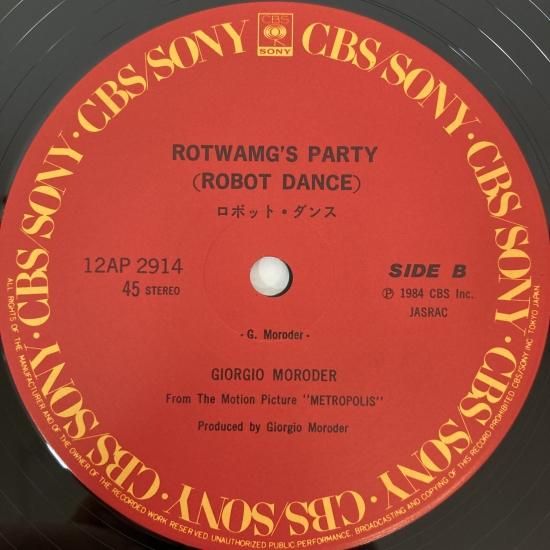 CBS
SONY
CBS/SONY · CBS/SONY · CBS/SONY · CBS/SONY · CBS/SONY · CBS/SONY · CBS/SONY · CBS/SONY
ROTWAMG'S PARTY
(ROBOT DANCE)
ロボット・ダンス
12AP 2914
45 STEREO
SIDE B
Ⓟ 1984 CBS Inc.
JASRAC
- G. Moroder -
GIORGIO MORODER
From The Motion Picture "METROPOLIS"
Produced by Giorgio Moroder
ALL RIGHTS OF THE MANUFACTURER AND OF THE OWNER OF THE RECORDED WORK RESERVED. UNAUTHORIZED PUBLIC PERFORMANCE, BROADCASTING AND COPYING OF THIS RECORD PROHIBITED CBS/SONY INC. TOKYO JAPAN.